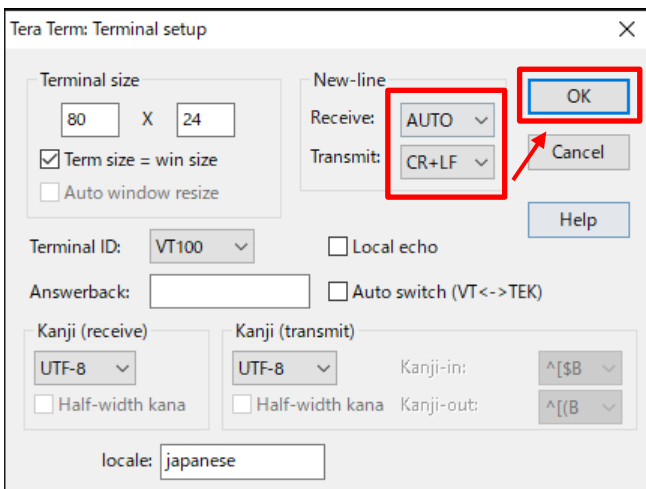 Tera Term: Terminal setup
Terminal size
80 X 24
Term size = win size
Auto window resize
New-line
Receive: AUTO
Transmit: CR+LF
OK
Cancel
Help
Terminal ID: VT100
Local echo
Answerback:
Auto switch (VT<->TEK)
Kanji (receive)
UTF-8
Half-width kana
Kanji (transmit)
UTF-8
Kanji-in: ^[$B
Half-width kana
Kanji-out: ^[(B
locale: japanese